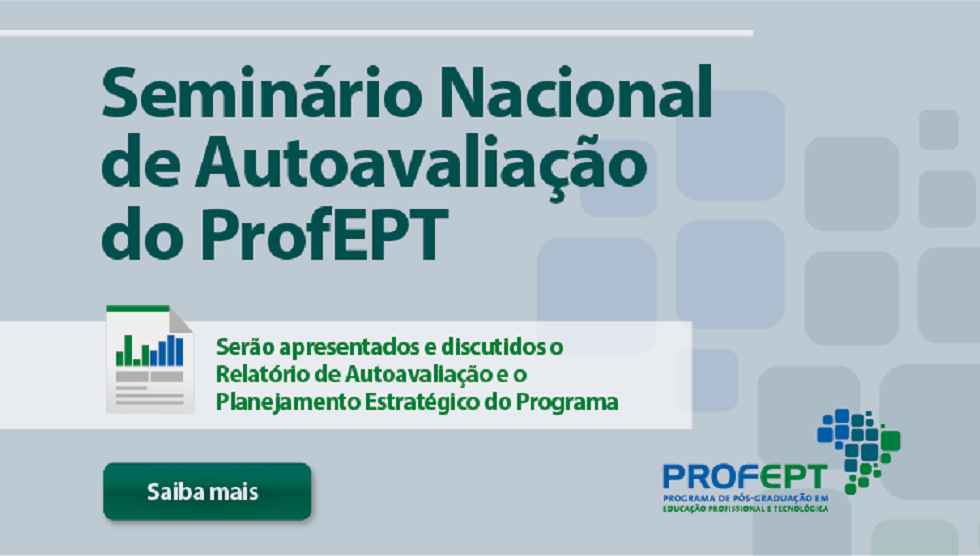 Seminário Nacional
de Autoavaliação
do ProfEPT
Serão apresentados e discutidos o
Relatório de Autoavaliação e o
Planejamento Estratégico do Programa
Saiba mais
PROFEPT
PROGRAMA DE PÓS-GRADUAÇÃO EM
EDUCAÇÃO PROFISSIONAL E TECNOLÓGICA